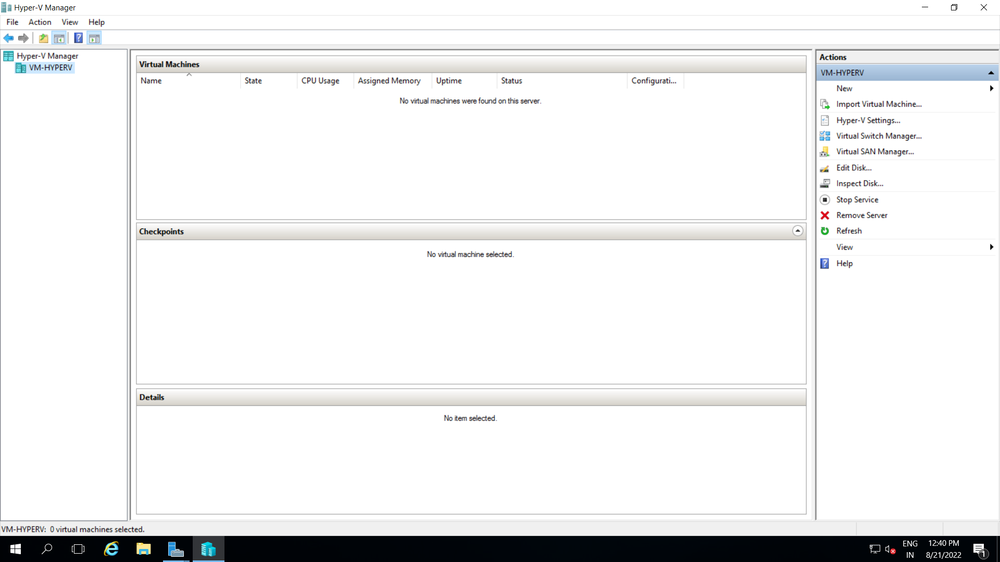 Hyper-V Manager
File Action View Help
Hyper-V Manager
VM-HYPERV
Virtual Machines
Name State CPU Usage Assigned Memory Uptime Status Configurati...
No virtual machines were found on this server.
Checkpoints
No virtual machine selected.
Details
No item selected.
Actions
VM-HYPERV
New
Import Virtual Machine...
Hyper-V Settings...
Virtual Switch Manager...
Virtual SAN Manager...
Edit Disk...
Inspect Disk...
Stop Service
Remove Server
Refresh
View
Help
VM-HYPERV: 0 virtual machines selected.
ENG
IN
12:40 PM
8/21/2022
1